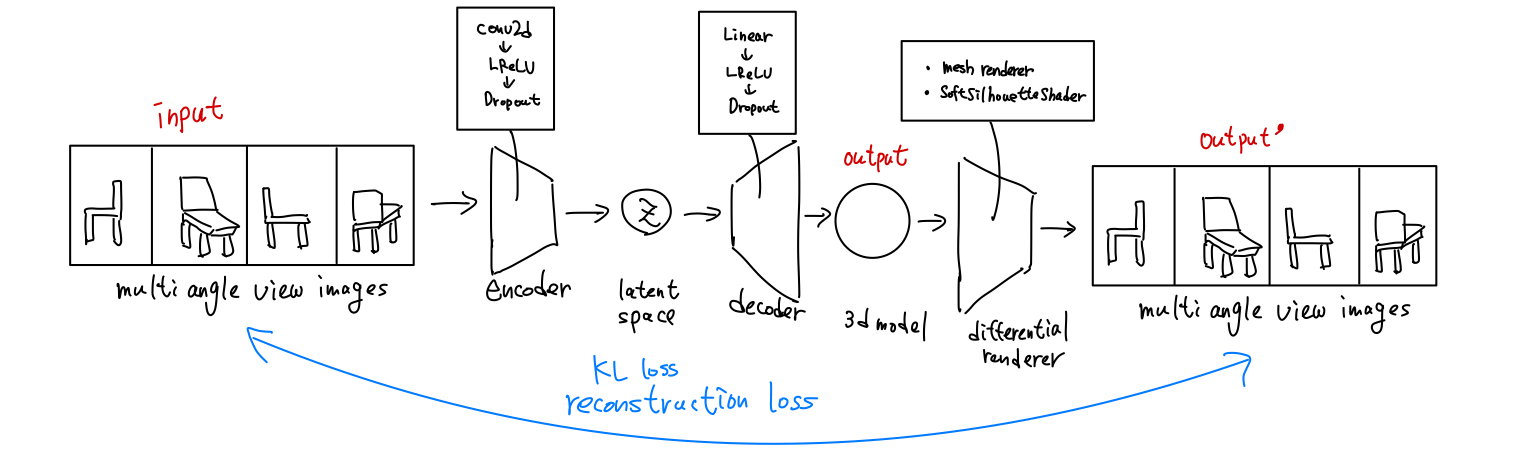 input
conv2d
↓
LReLU
↓
Dropout
Linear
↓
LReLU
↓
Dropout
• mesh renderer
• SoftSilhouetteShader
output
output'
z
multi angle view images
encoder
latent
space
decoder
3d model
differential
renderer
multi angle view images
KL loss
reconstruction loss